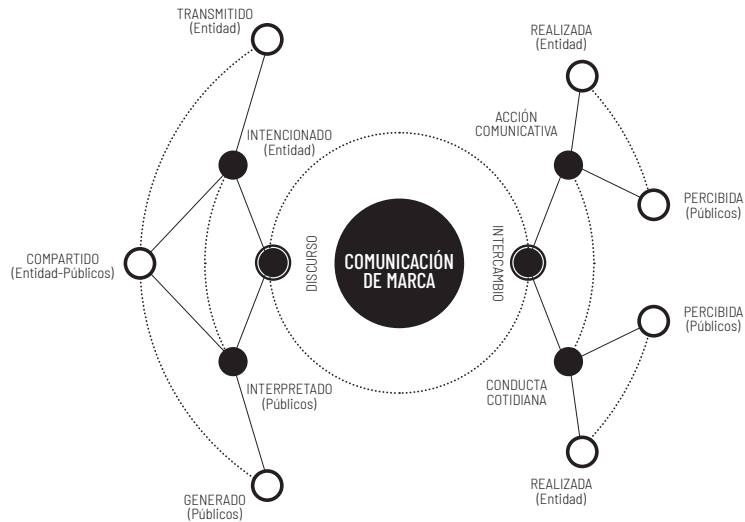 TRANSMITIDO
(Entidad)
REALIZADA
(Entidad)
INTENCIONADO
(Entidad)
ACCIÓN
COMUNICATIVA
PERCIBIDA
(Públicos)
COMPARTIDO
(Entidad-Públicos)
DISCURSO
COMUNICACIÓN
DE MARCA
INTERCAMBIO
PERCIBIDA
(Públicos)
INTERPRETADO
(Públicos)
CONDUCTA
COTIDIANA
GENERADO
(Públicos)
REALIZADA
(Entidad)